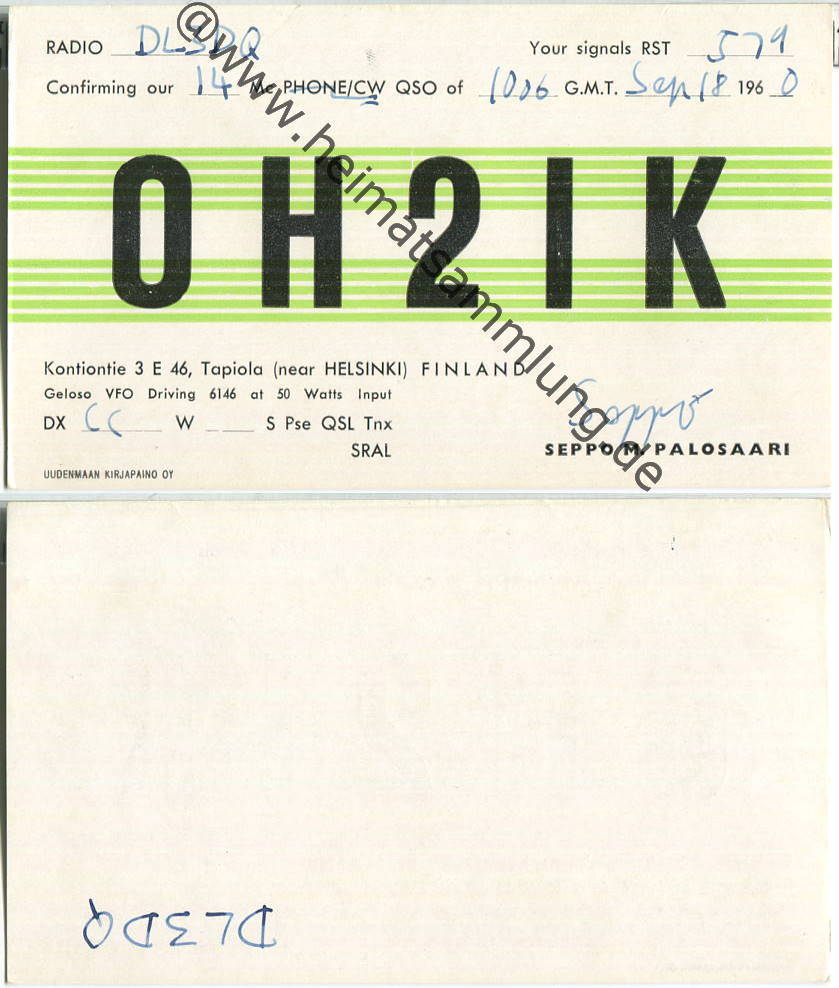 RADIO DL3DQ Your signals RST 579
Confirming our 14 Mc PHONE/CW QSO of 1006 G.M.T. Sep 18 1960
OH2IK
Kontiontie 3 E 46, Tapiola (near HELSINKI) FINLAND
Geloso VFO Driving 6146 at 50 Watts Input
DX CC W S Pse QSL Tnx
SRAL
Seppo
SEPPO M. PALOSAARI
UUDENMAAN KIRJAPAINO OY
@www.heimatsammlung.de
DL3DQ